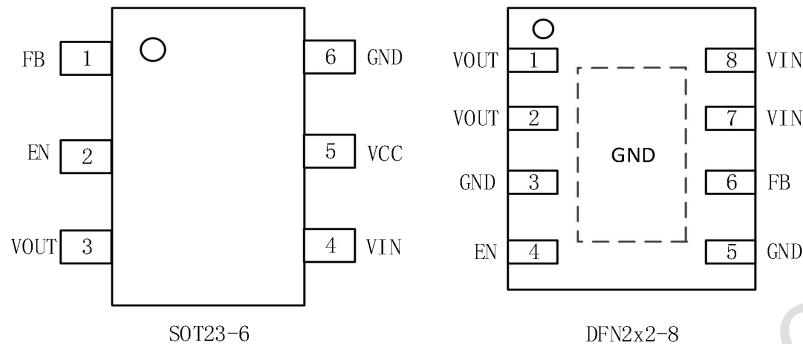 FB 1 6 GND
EN 2 5 VCC
VOUT 3 4 VIN
SOT23-6
VOUT 1 8 VIN
VOUT 2 7 VIN
GND
GND 3 6 FB
EN 4 5 GND
DFN2x2-8